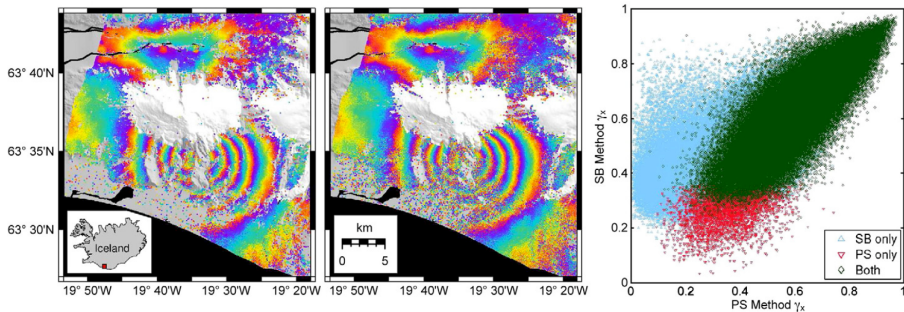 63° 40'N
63° 35'N
63° 30'N
Iceland
km
0 5
19° 50'W 19° 40'W 19° 30'W 19° 20'W
19° 50'W 19° 40'W 19° 30'W 19° 20'W
SB Method γx
1
0.8
0.6
0.4
0.2
0
0 0.2 0.4 0.6 0.8 1
PS Method γx
SB only
PS only
Both